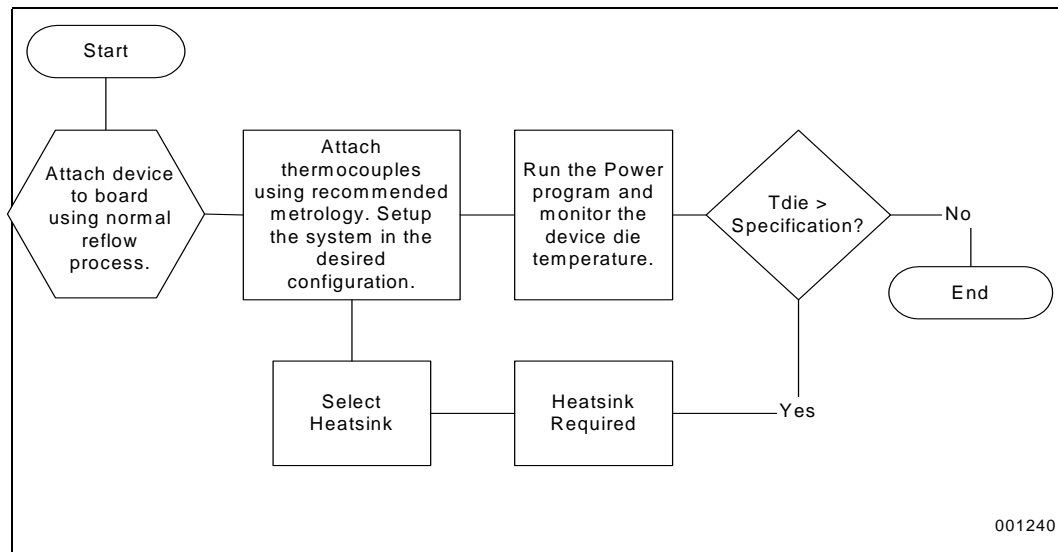 Start
Attach device
to board
using normal
reflow
process.
Attach
thermocouples
using recommended
metrology. Setup
the system in the
desired
configuration.
Run the Power
program and
monitor the
device die
temperature.
Tdie >
Specification?
No
End
Select
Heatsink
Heatsink
Required
Yes
001240